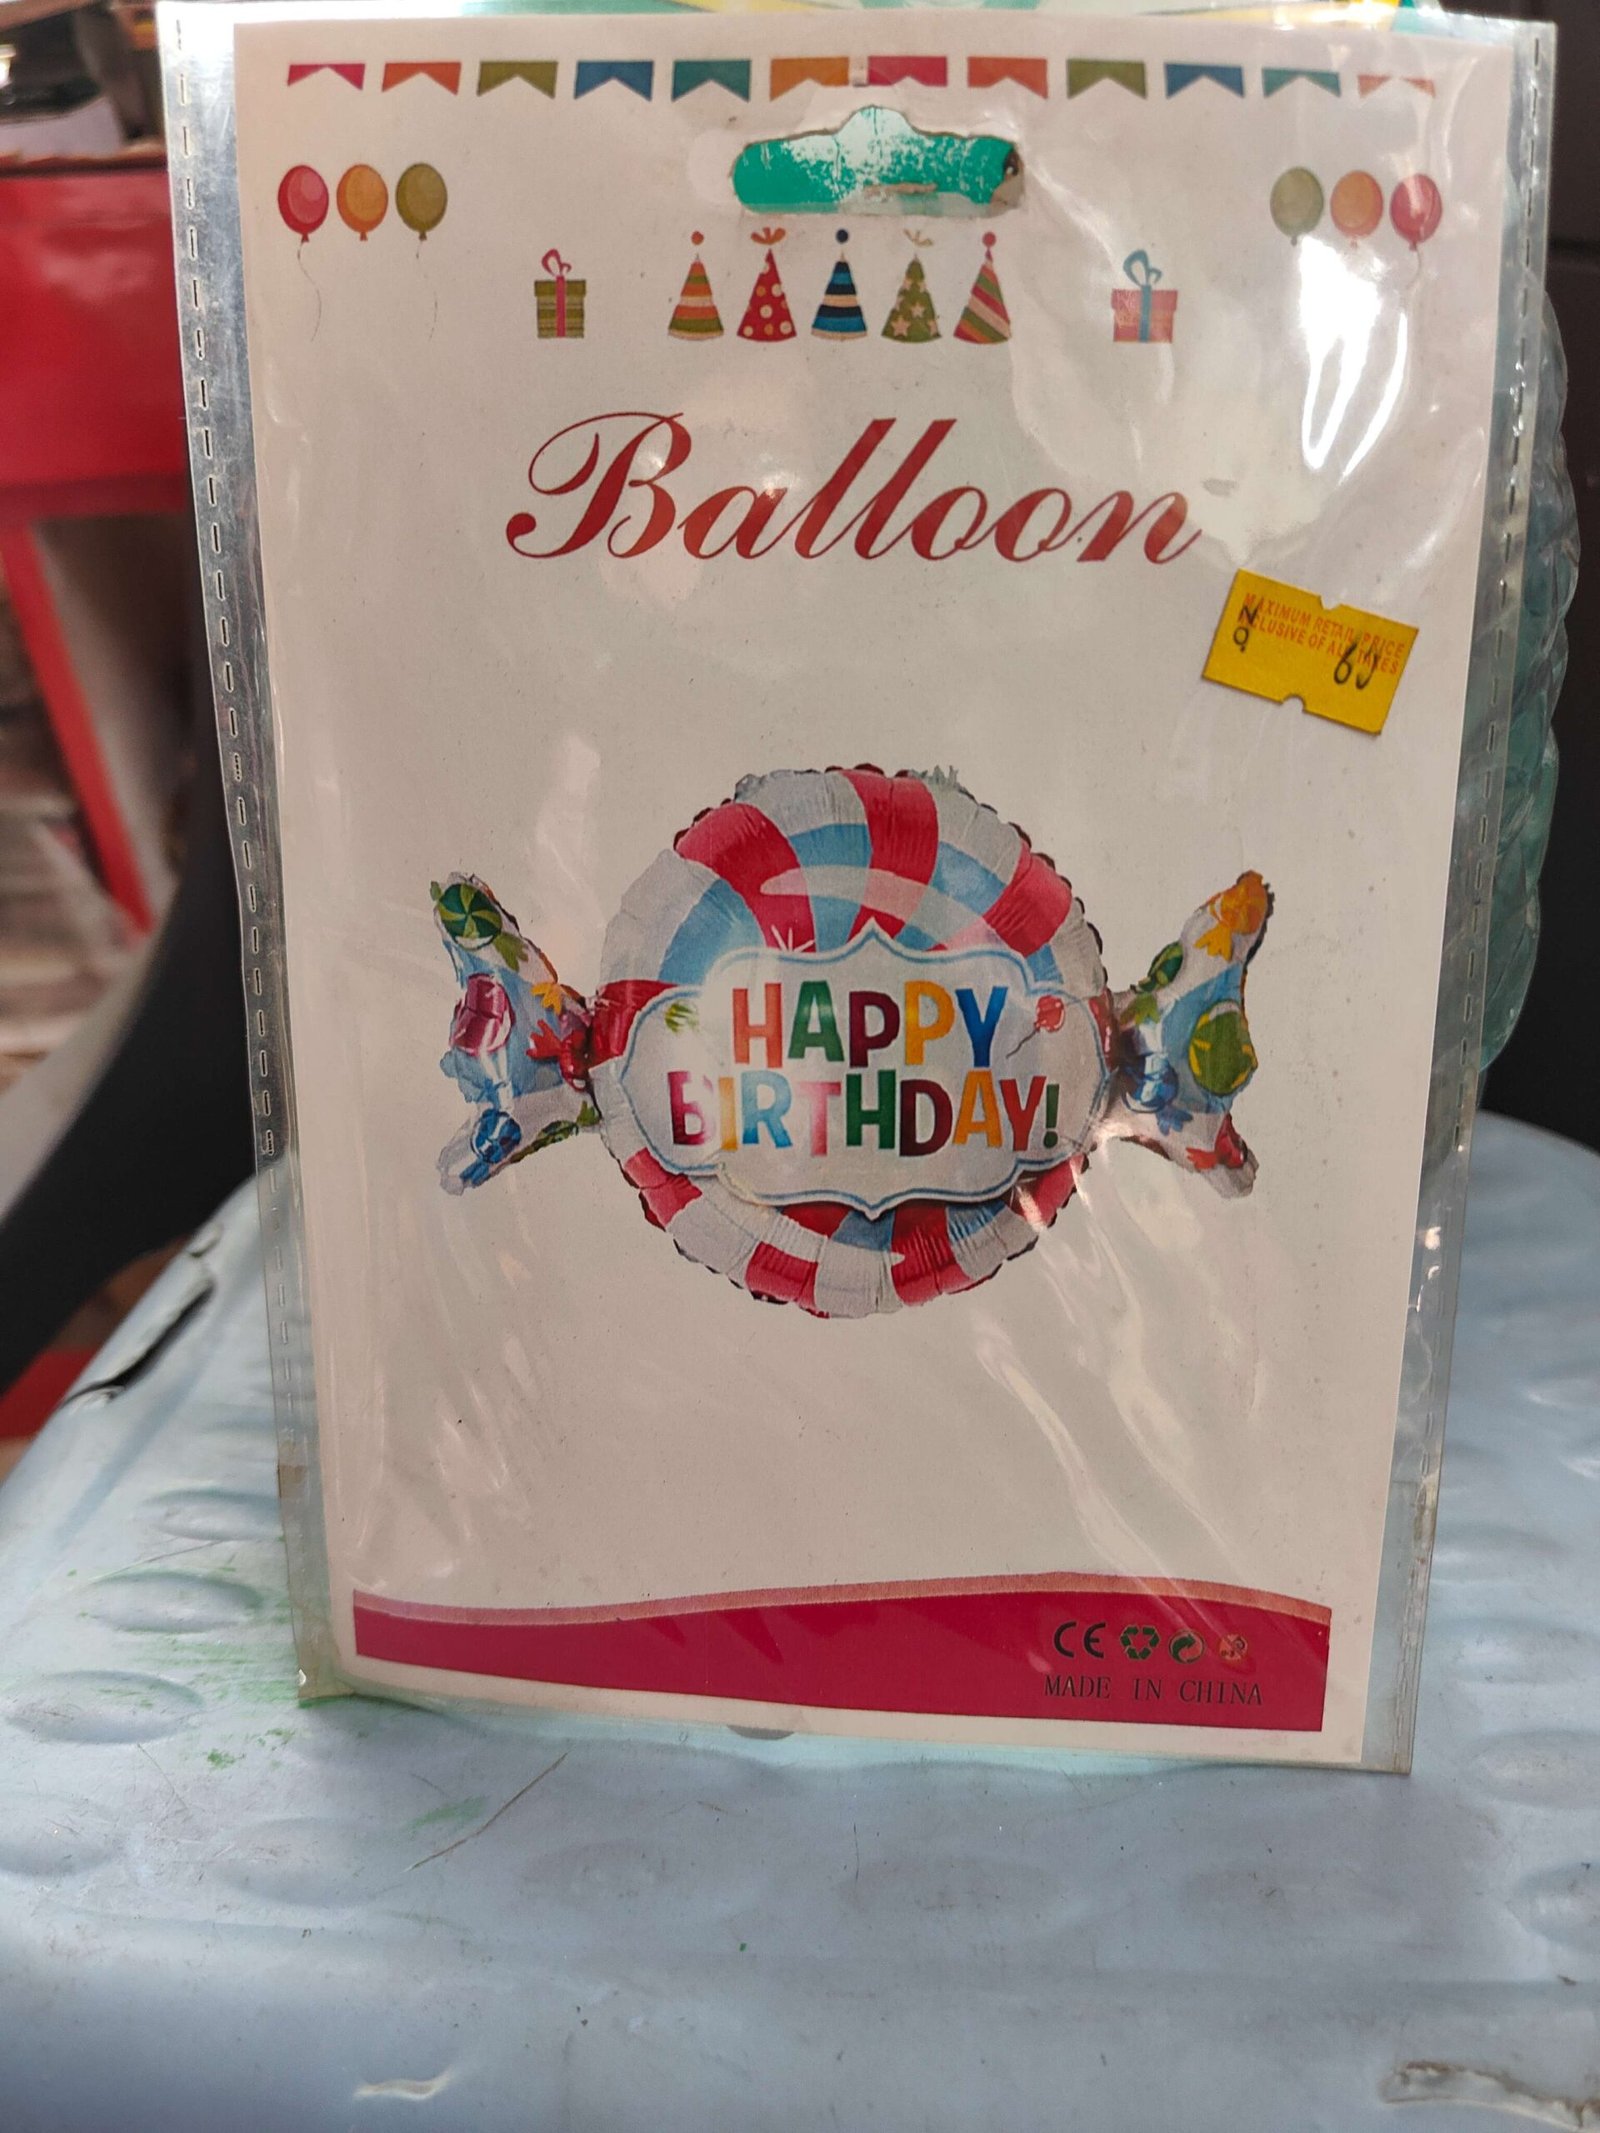 Balloon
MAXIMUM RETAIL PRICE
INCLUSIVE OF ALL TAXES
HAPPY
BIRTHDAY!
CE
MADE IN CHINA